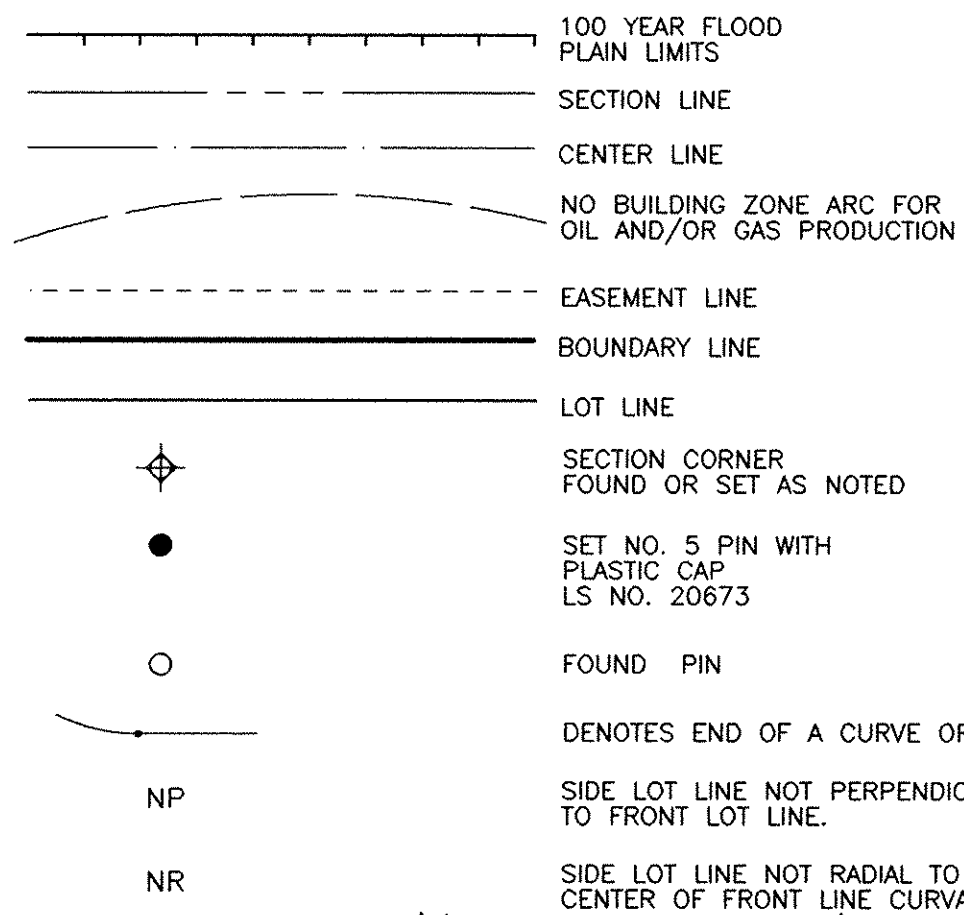 100 YEAR FLOOD
PLAIN LIMITS
SECTION LINE
CENTER LINE
NO BUILDING ZONE ARC FOR
OIL AND/OR GAS PRODUCTION
EASEMENT LINE
BOUNDARY LINE
LOT LINE
SECTION CORNER
FOUND OR SET AS NOTED
SET NO. 5 PIN WITH
PLASTIC CAP
LS NO. 20673
FOUND PIN
DENOTES END OF A CURVE OR
NP SIDE LOT LINE NOT
TO FRONT LOT LINE.
NR SIDE LOT LINE NOT RADIAL TO
CENTER OF FRONT LINE